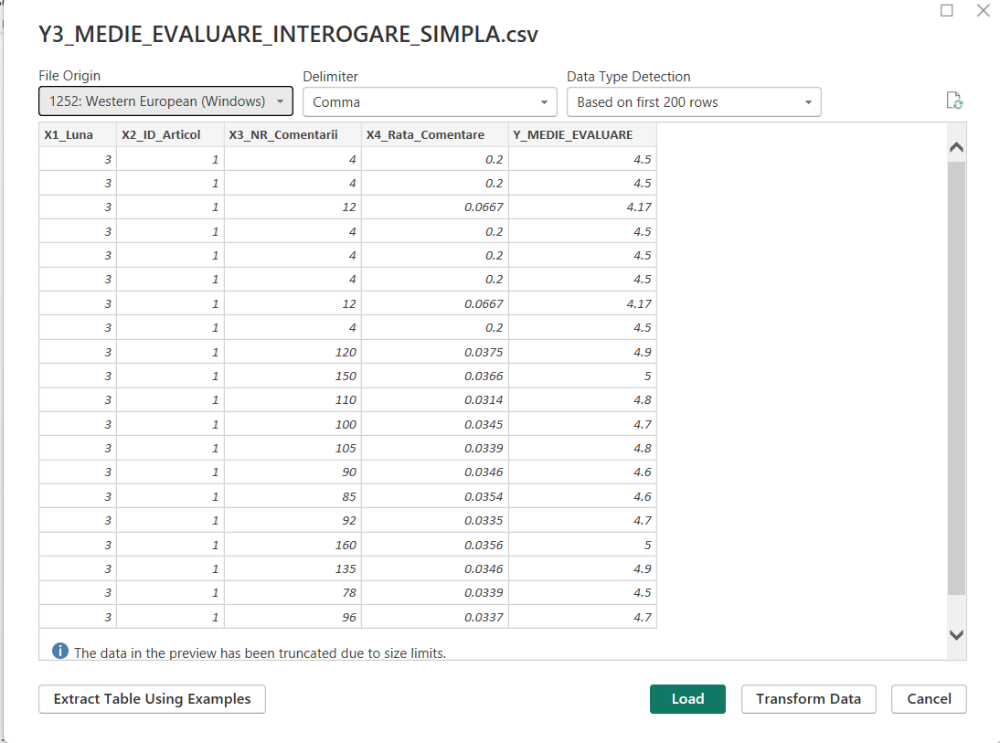 Y3_MEDIE_EVALUARE_INTEROGARE_SIMPLA.csv
File Origin Delimiter Data Type Detection
1252: Western European (Windows) Comma Based on first 200 rows
X1_Luna X2_ID_Articol X3_NR_Comentarii X4_Rata_Comentare Y_MEDIE_EVALUARE
3 1 4 0.2 4.5
3 1 4 0.2 4.5
3 1 12 0.0667 4.17
3 1 4 0.2 4.5
3 1 4 0.2 4.5
3 1 4 0.2 4.5
3 1 12 0.0667 4.17
3 1 4 0.2 4.5
3 1 120 0.0375 4.9
3 1 150 0.0366 5
3 1 110 0.0314 4.8
3 1 100 0.0345 4.7
3 1 105 0.0339 4.8
3 1 90 0.0346 4.6
3 1 85 0.0354 4.6
3 1 92 0.0335 4.7
3 1 160 0.0356 5
3 1 135 0.0346 4.9
3 1 78 0.0339 4.5
3 1 96 0.0337 4.7
The data in the preview has been truncated due to size limits.
Extract Table Using Examples Load Transform Data Cancel